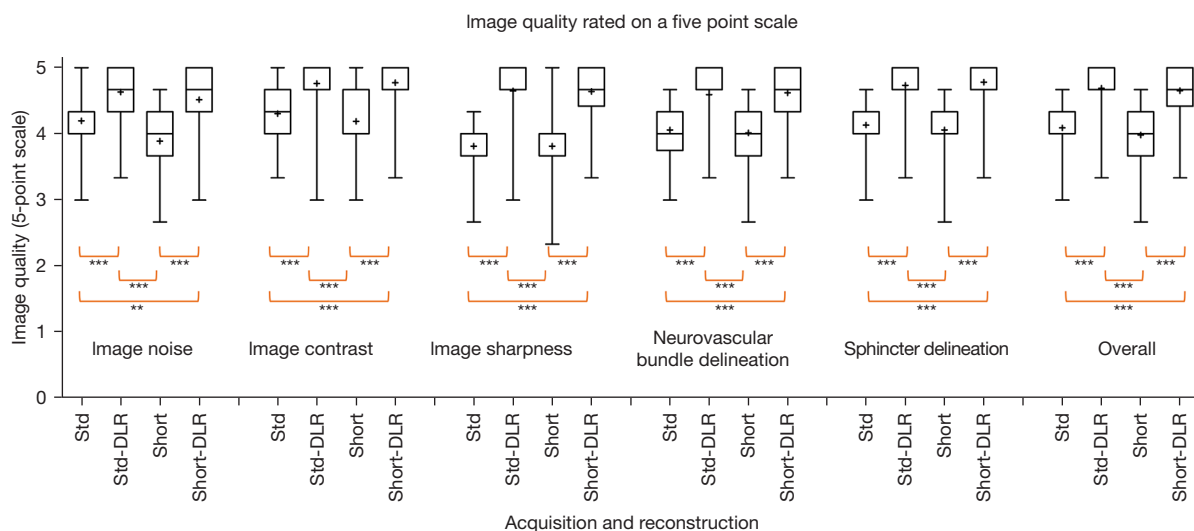 Image quality rated on a five point scale
Image quality (5-point scale)
5
4
3
2
1
0
*** *** *** ***
*** *** *** ***
*** *** *** ***
*** *** *** ***
*** *** *** ***
** *** *** *** *** ***
Image noise
Image contrast
Image sharpness
Neurovascular
bundle delineation
Sphincter delineation
Overall
Std
Std-DLR
Short
Short-DLR
Std
Std-DLR
Short
Short-DLR
Std
Std-DLR
Short
Short-DLR
Std
Std-DLR
Short
Short-DLR
Std
Std-DLR
Short
Short-DLR
Std
Std-DLR
Short
Short-DLR
Acquisition and reconstruction